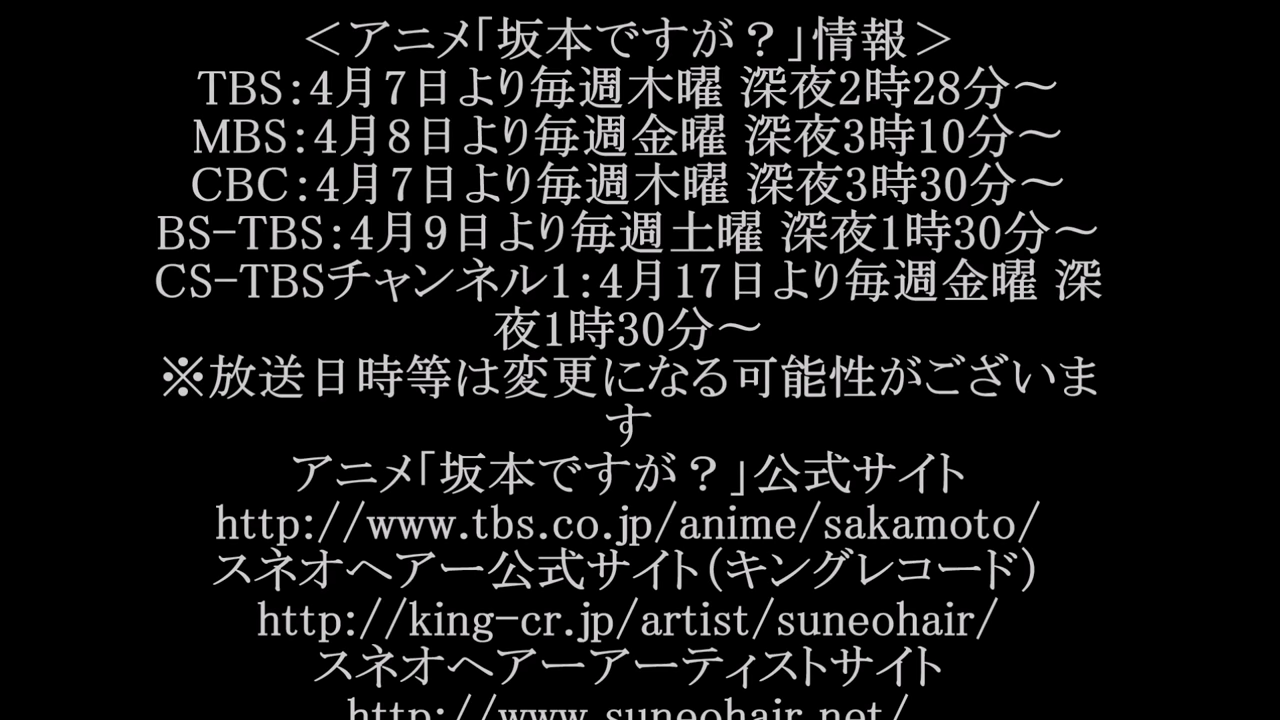 ＜アニメ「坂本ですが？」情報＞
TBS：4月7日より毎週木曜 深夜2時28分～
MBS：4月8日より毎週金曜 深夜3時10分～
CBC：4月7日より毎週木曜 深夜3時30分～
BS-TBS：4月9日より毎週土曜 深夜1時30分～
CS-TBSチャンネル1：4月17日より毎週金曜 深
夜1時30分～
※放送日時等は変更になる可能性がございま
す
アニメ「坂本ですが？」公式サイト
http://www.tbs.co.jp/anime/sakamoto/
スネオヘアー公式サイト（キングレコード）
http://king-cr.jp/artist/suneohair/
スネオヘアーアーティストサイト
http://www.suneohair.net/